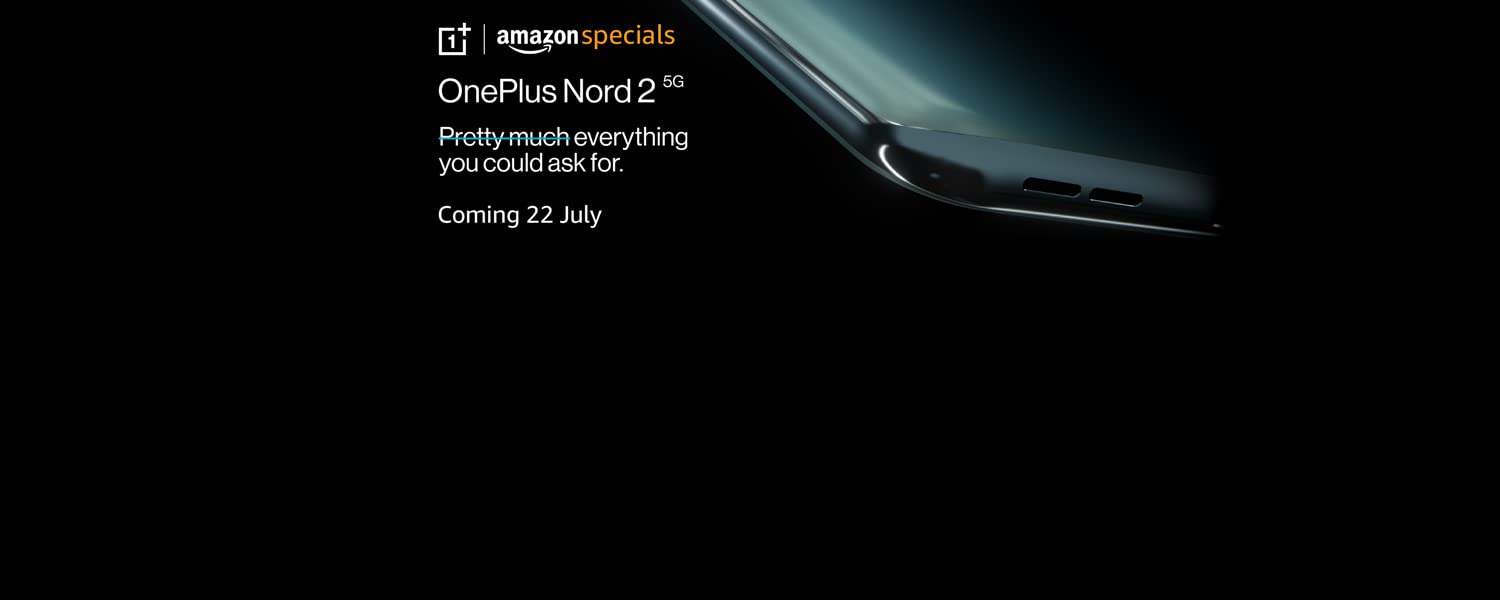 1+ | amazon specials
OnePlus Nord 2 5G
Pretty much everything
you could ask for.
Coming 22 July